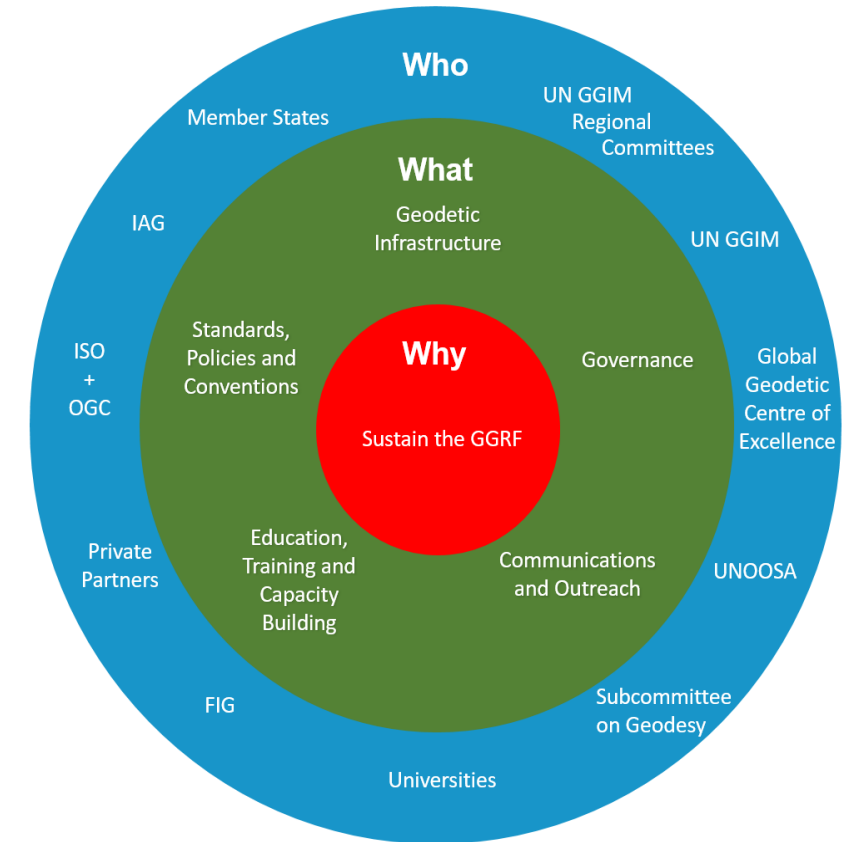 Who
Member States
UN GGIM
Regional
Committees
IAG
UN GGIM
ISO
+
OGC
Global
Geodetic
Centre of
Excellence
Private
Partners
UNOOSA
FIG
Subcommittee
on Geodesy
Universities
What
Geodetic
Infrastructure
Standards,
Policies and
Conventions
Governance
Education,
Training and
Capacity
Building
Communications
and Outreach
Why
Sustain the GGRF